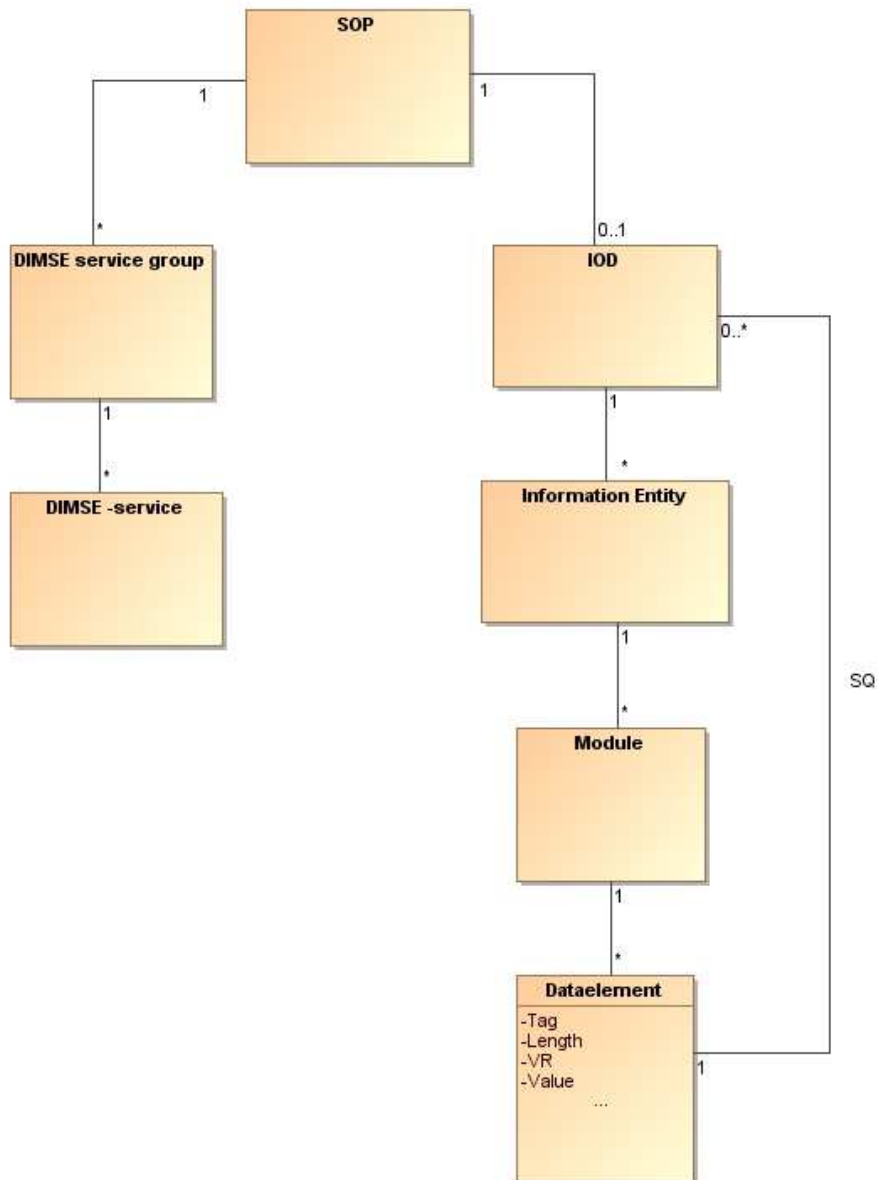 SOP
1
1
*
0..1
DIMSE service group
IOD
0..*
1
1
*
*
DIMSE -service
Information Entity
1
SQ
*
Module
1
*
Dataelement
-Tag
-Length
-VR
1
-Value
...